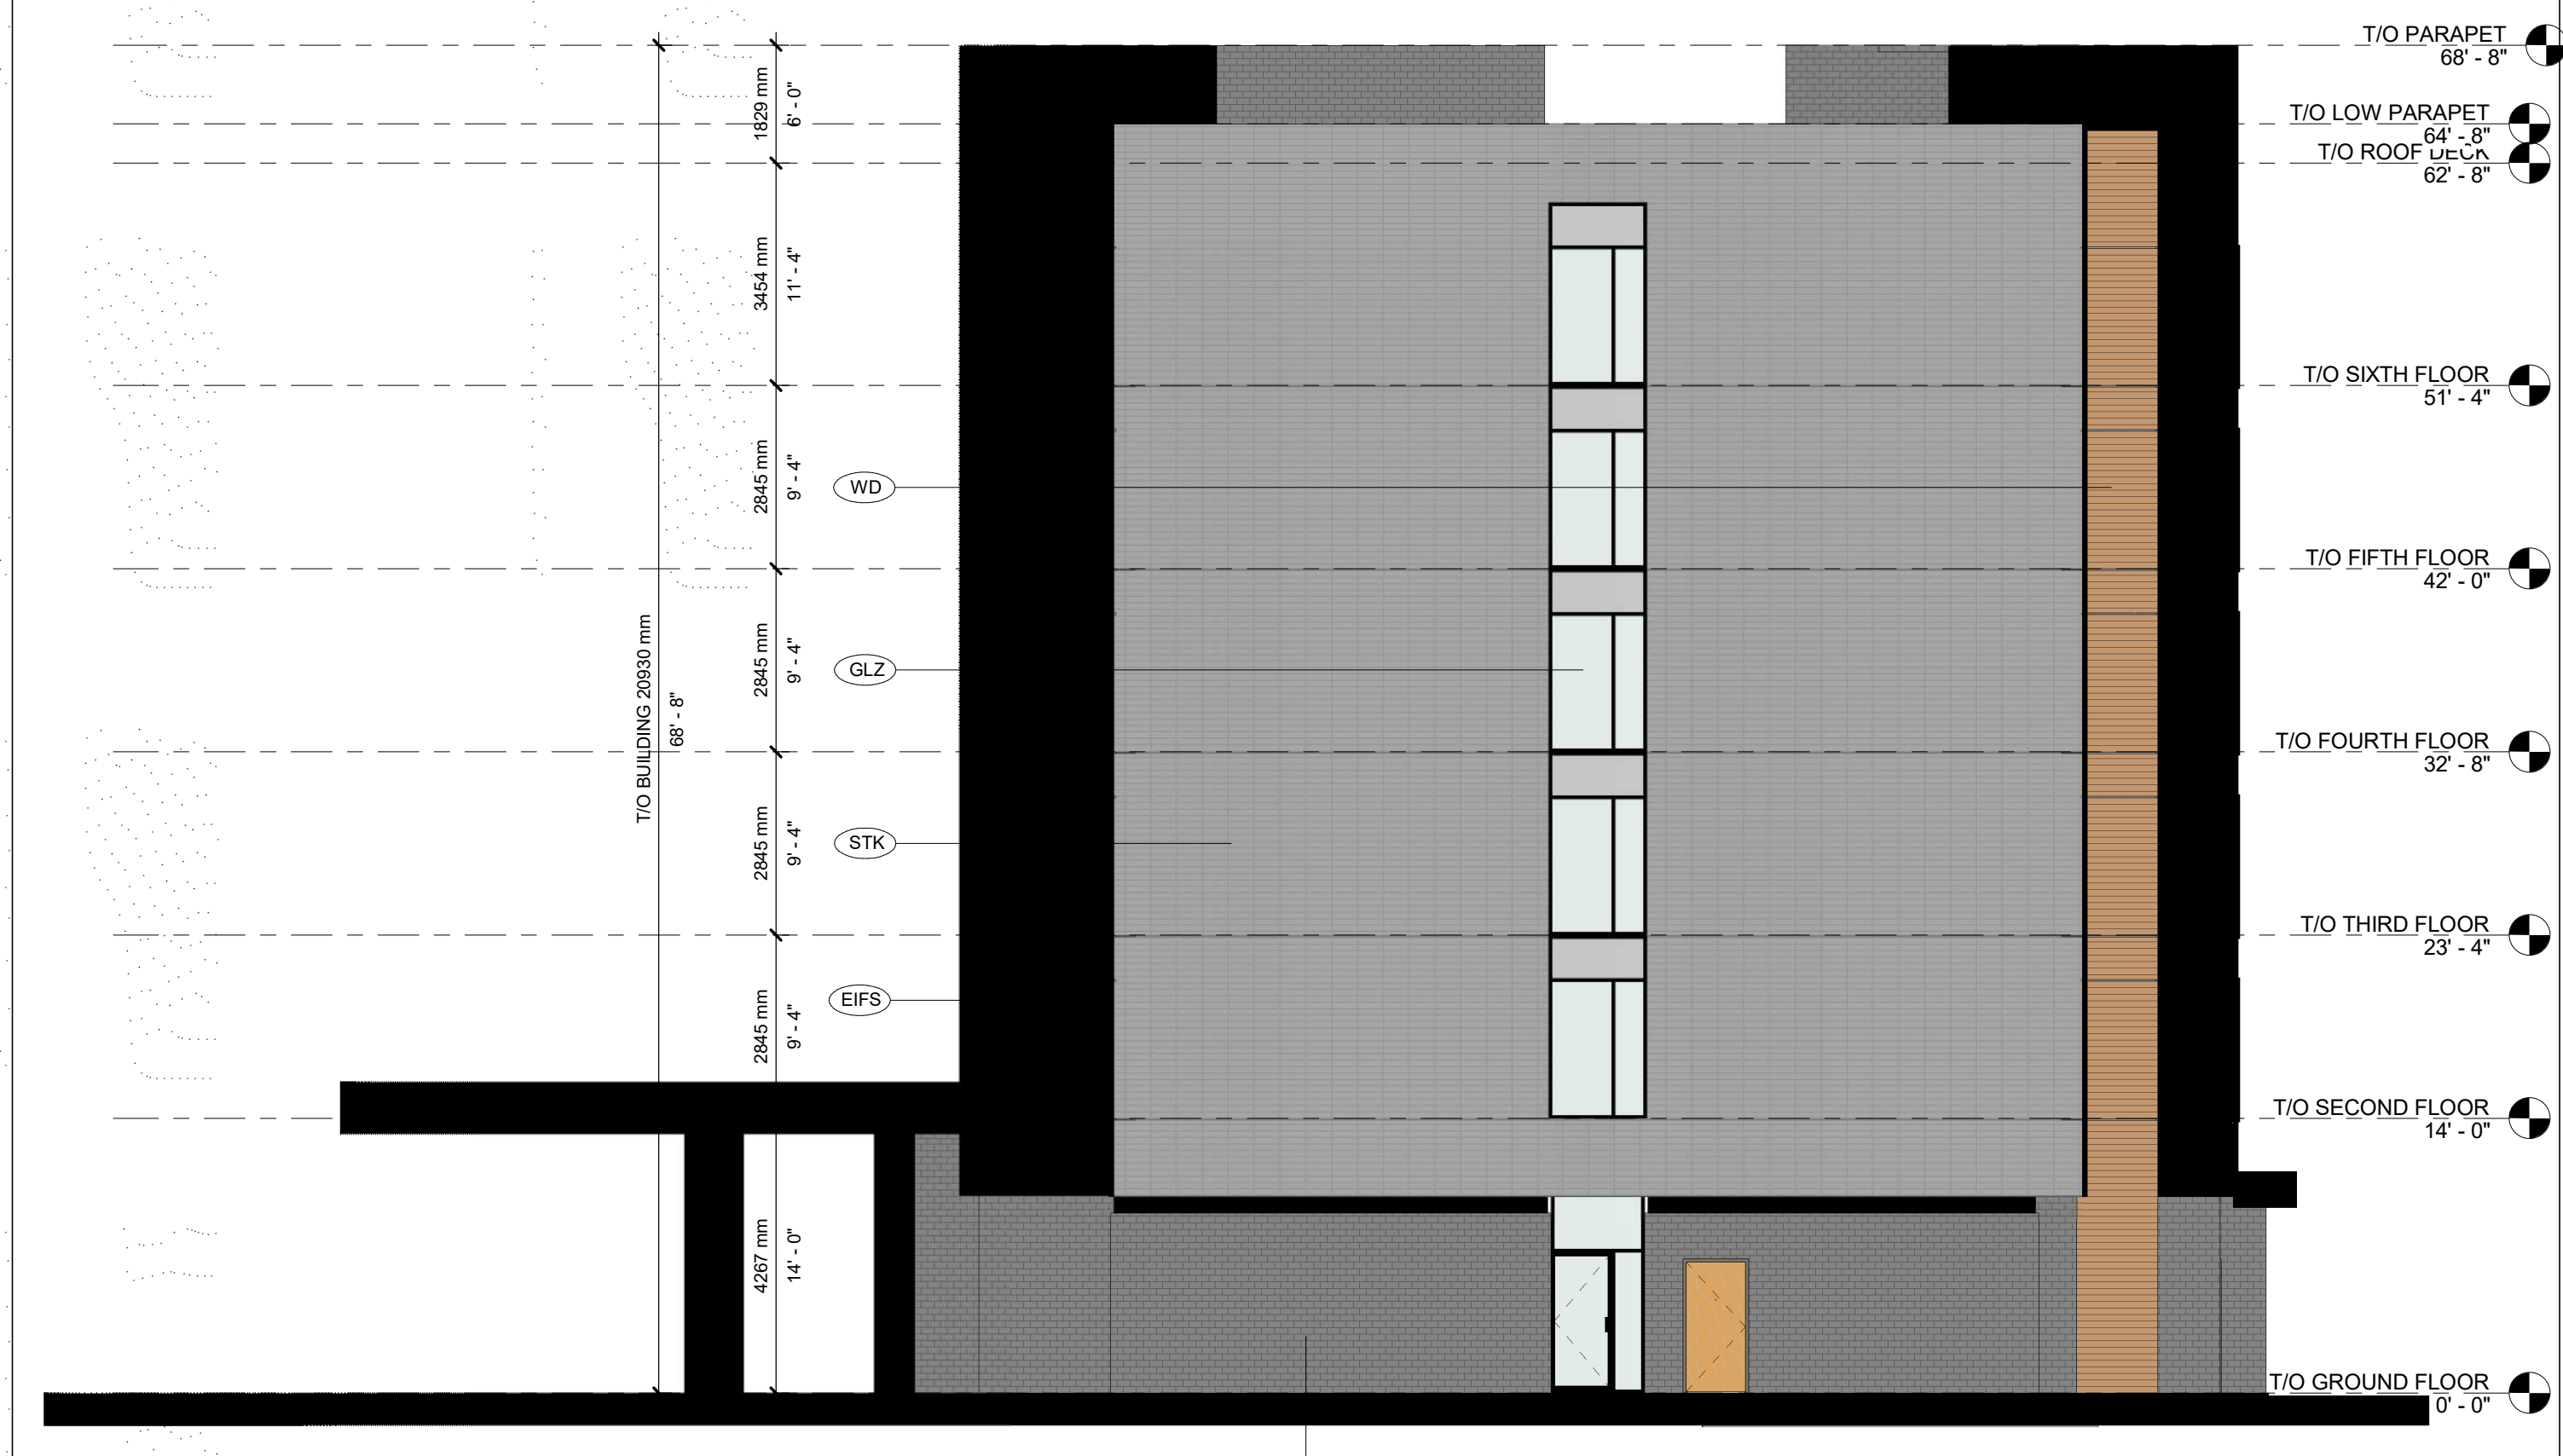 T/O PARAPET
68' - 8"
T/O LOW PARAPET
64' - 8"
T/O ROOF DECK
62' - 8"
T/O SIXTH FLOOR
51' - 4"
T/O FIFTH FLOOR
42' - 0"
T/O FOURTH FLOOR
32' - 8"
T/O THIRD FLOOR
23' - 4"
T/O SECOND FLOOR
14' - 0"
T/O GROUND FLOOR
0' - 0"
T/O BUILDING 20930 mm
68' - 8"
1829 mm
6' - 0"
3454 mm
11' - 4"
2845 mm
9' - 4"
2845 mm
9' - 4"
2845 mm
9' - 4"
2845 mm
9' - 4"
4267 mm
14' - 0"
WD
GLZ
STK
EIFS